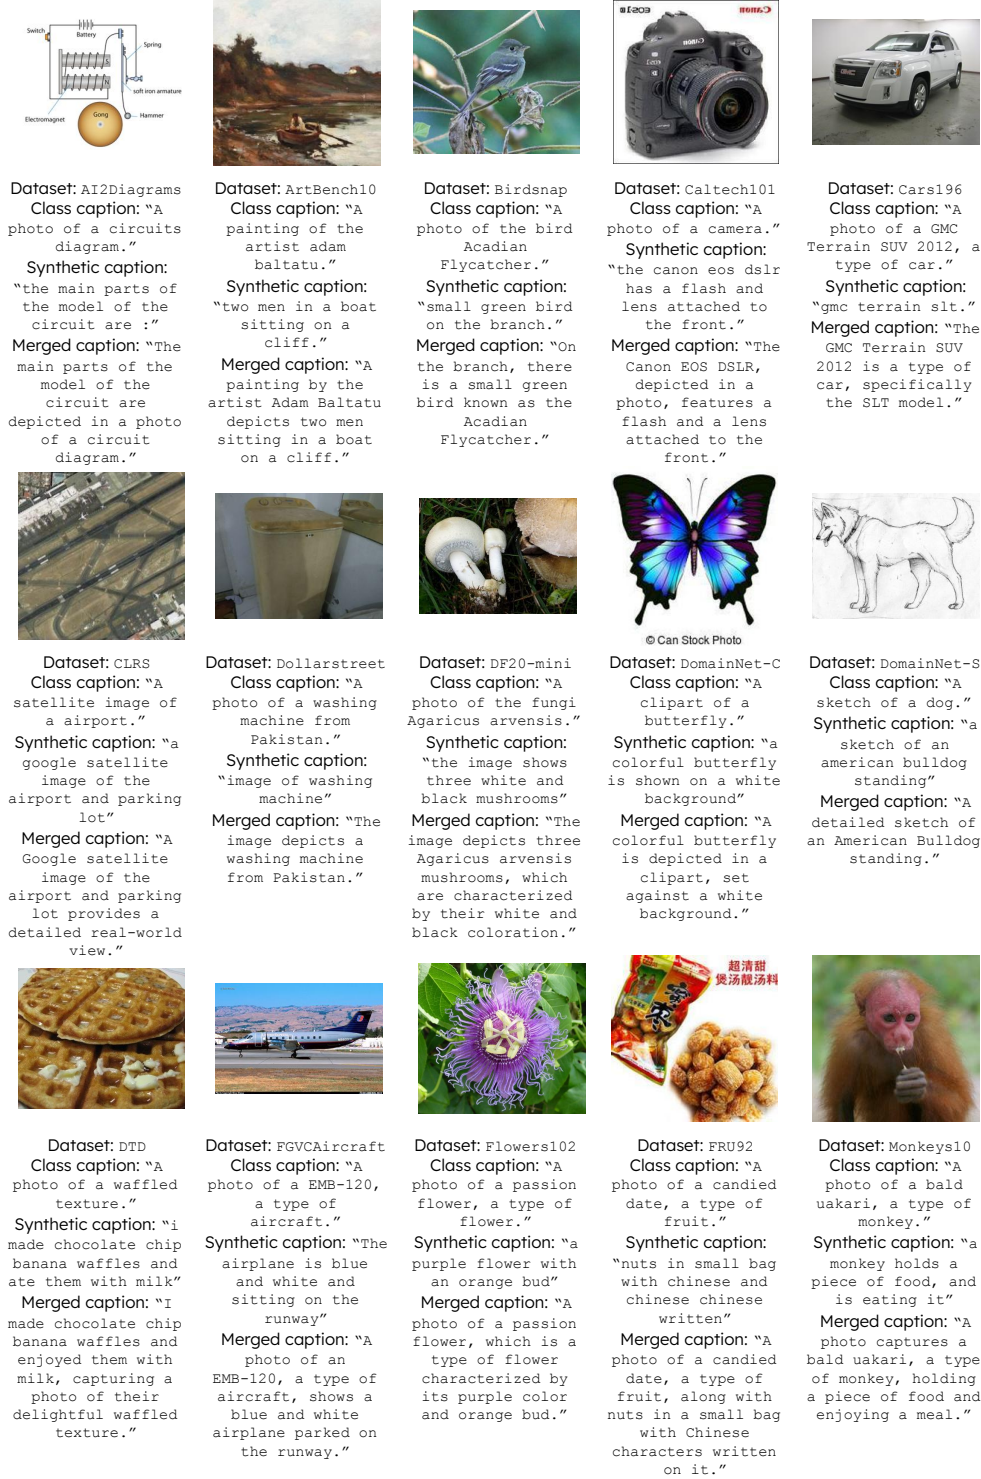 Switch
Battery
Spring
soft iron armature
Electromagnet
Gong
Hammer
EOS-1D
Canon
Canon
GMC
Dataset: AI2Diagrams
Class caption: “A
photo of a circuits
diagram.”
Synthetic caption:
“the main parts of
the model of the
circuit are :”
Merged caption: “The
main parts of the
model of the
circuit are
depicted in a photo
of a circuit
diagram.”
Dataset: ArtBench10
Class caption: “A
painting of the
artist adam
baltatu.”
Synthetic caption:
“two men in a boat
sitting on a
cliff.”
Merged caption: “A
painting by the
artist Adam Baltatu
depicts two men
sitting in a boat
on a cliff.”
Dataset: Birdsnap
Class caption: “A
photo of the bird
Acadian
Flycatcher.”
Synthetic caption:
“small green bird
on the branch.”
Merged caption: “On
the branch, there
is a small green
bird known as the
Acadian
Flycatcher.”
Dataset: Caltech101
Class caption: “A
photo of a camera.”
Synthetic caption:
“the canon eos dslr
has a flash and
lens attached to
the front.”
Merged caption: “The
Canon EOS DSLR,
depicted in a
photo, features a
flash and a lens
attached to the
front.”
Dataset: Cars196
Class caption: “A
photo of a GMC
Terrain SUV 2012, a
type of car.”
Synthetic caption:
“gmc terrain slt.”
Merged caption: “The
GMC Terrain SUV
2012 is a type of
car, specifically
the SLT model.”
© Can Stock Photo
Dataset: CLRS
Class caption: “A
satellite image of
a airport.”
Synthetic caption: “a
google satellite
image of the
airport and parking
lot”
Merged caption: “A
Google satellite
image of the
airport and parking
lot provides a
detailed real-world
view.”
Dataset: Dollarstreet
Class caption: “A
photo of a washing
machine from
Pakistan.”
Synthetic caption:
“image of washing
machine”
Merged caption: “The
image depicts a
washing machine
from Pakistan.”
Dataset: DF20-mini
Class caption: “A
photo of the fungi
Agaricus arvensis.”
Synthetic caption:
“the image shows
three white and
black mushrooms”
Merged caption: “The
image depicts three
Agaricus arvensis
mushrooms, which
are characterized
by their white and
black coloration.”
Dataset: DomainNet-C
Class caption: “A
clipart of a
butterfly.”
Synthetic caption: “a
colorful butterfly
is shown on a white
background”
Merged caption: “A
colorful butterfly
is depicted in a
clipart, set
against a white
background.”
Dataset: DomainNet-S
Class caption: “A
sketch of a dog.”
Synthetic caption: “a
sketch of an
american bulldog
standing”
Merged caption: “A
detailed sketch of
an American Bulldog
standing.”
超清甜
煲汤靓汤料
蜜枣
Dataset: DTD
Class caption: “A
photo of a waffled
texture.”
Synthetic caption: “i
made chocolate chip
banana waffles and
ate them with milk”
Merged caption: “I
made chocolate chip
banana waffles and
enjoyed them with
milk, capturing a
photo of their
delightful waffled
texture.”
Dataset: FGVCAircraft
Class caption: “A
photo of a EMB-120,
a type of
aircraft.”
Synthetic caption: “The
airplane is blue
and white and
sitting on the
runway”
Merged caption: “A
photo of an
EMB-120, a type of
aircraft, shows a
blue and white
airplane parked on
the runway.”
Dataset: Flowers102
Class caption: “A
photo of a passion
flower, a type of
flower.”
Synthetic caption: “a
purple flower with
an orange bud”
Merged caption: “A
photo of a passion
flower, which is a
type of flower
characterized by
its purple color
and orange bud.”
Dataset: FRU92
Class caption: “A
photo of a candied
date, a type of
fruit.”
Synthetic caption:
“nuts in small bag
with chinese and
chinese chinese
written”
Merged caption: “A
photo of a candied
date, a type of
fruit, along with
nuts in a small bag
with Chinese
characters written
on it.”
Dataset: Monkeys10
Class caption: “A
photo of a bald
uakari, a type of
monkey.”
Synthetic caption: “a
monkey holds a
piece of food, and
is eating it”
Merged caption: “A
photo captures a
bald uakari, a type
of monkey, holding
a piece of food and
enjoying a meal.”